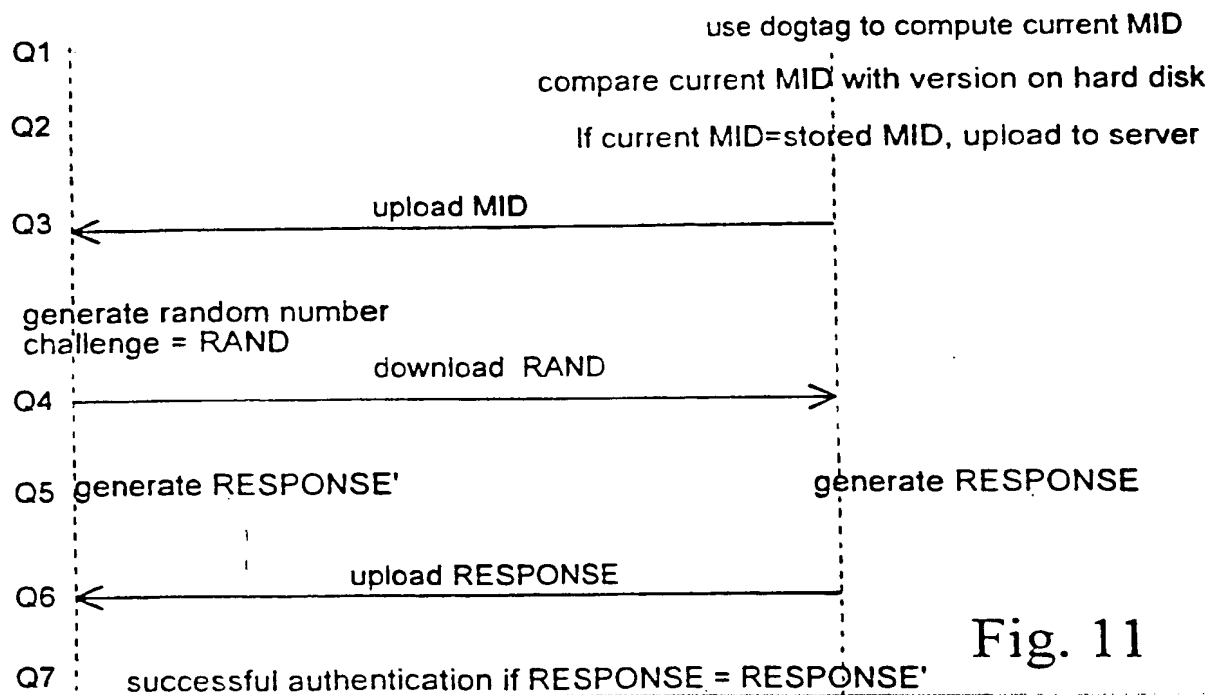 use dogtag to compute current MID
Q1
compare current MID with version on hard disk
Q2
If current MID=stored MID, upload to server
upload MID
Q3
generate random number
challenge = RAND
download RAND
Q4
Q5 generate RESPONSE' generate RESPONSE
upload RESPONSE
Q6
Fig. 11
Q7 successful authentication if RESPONSE = RESPONSE'